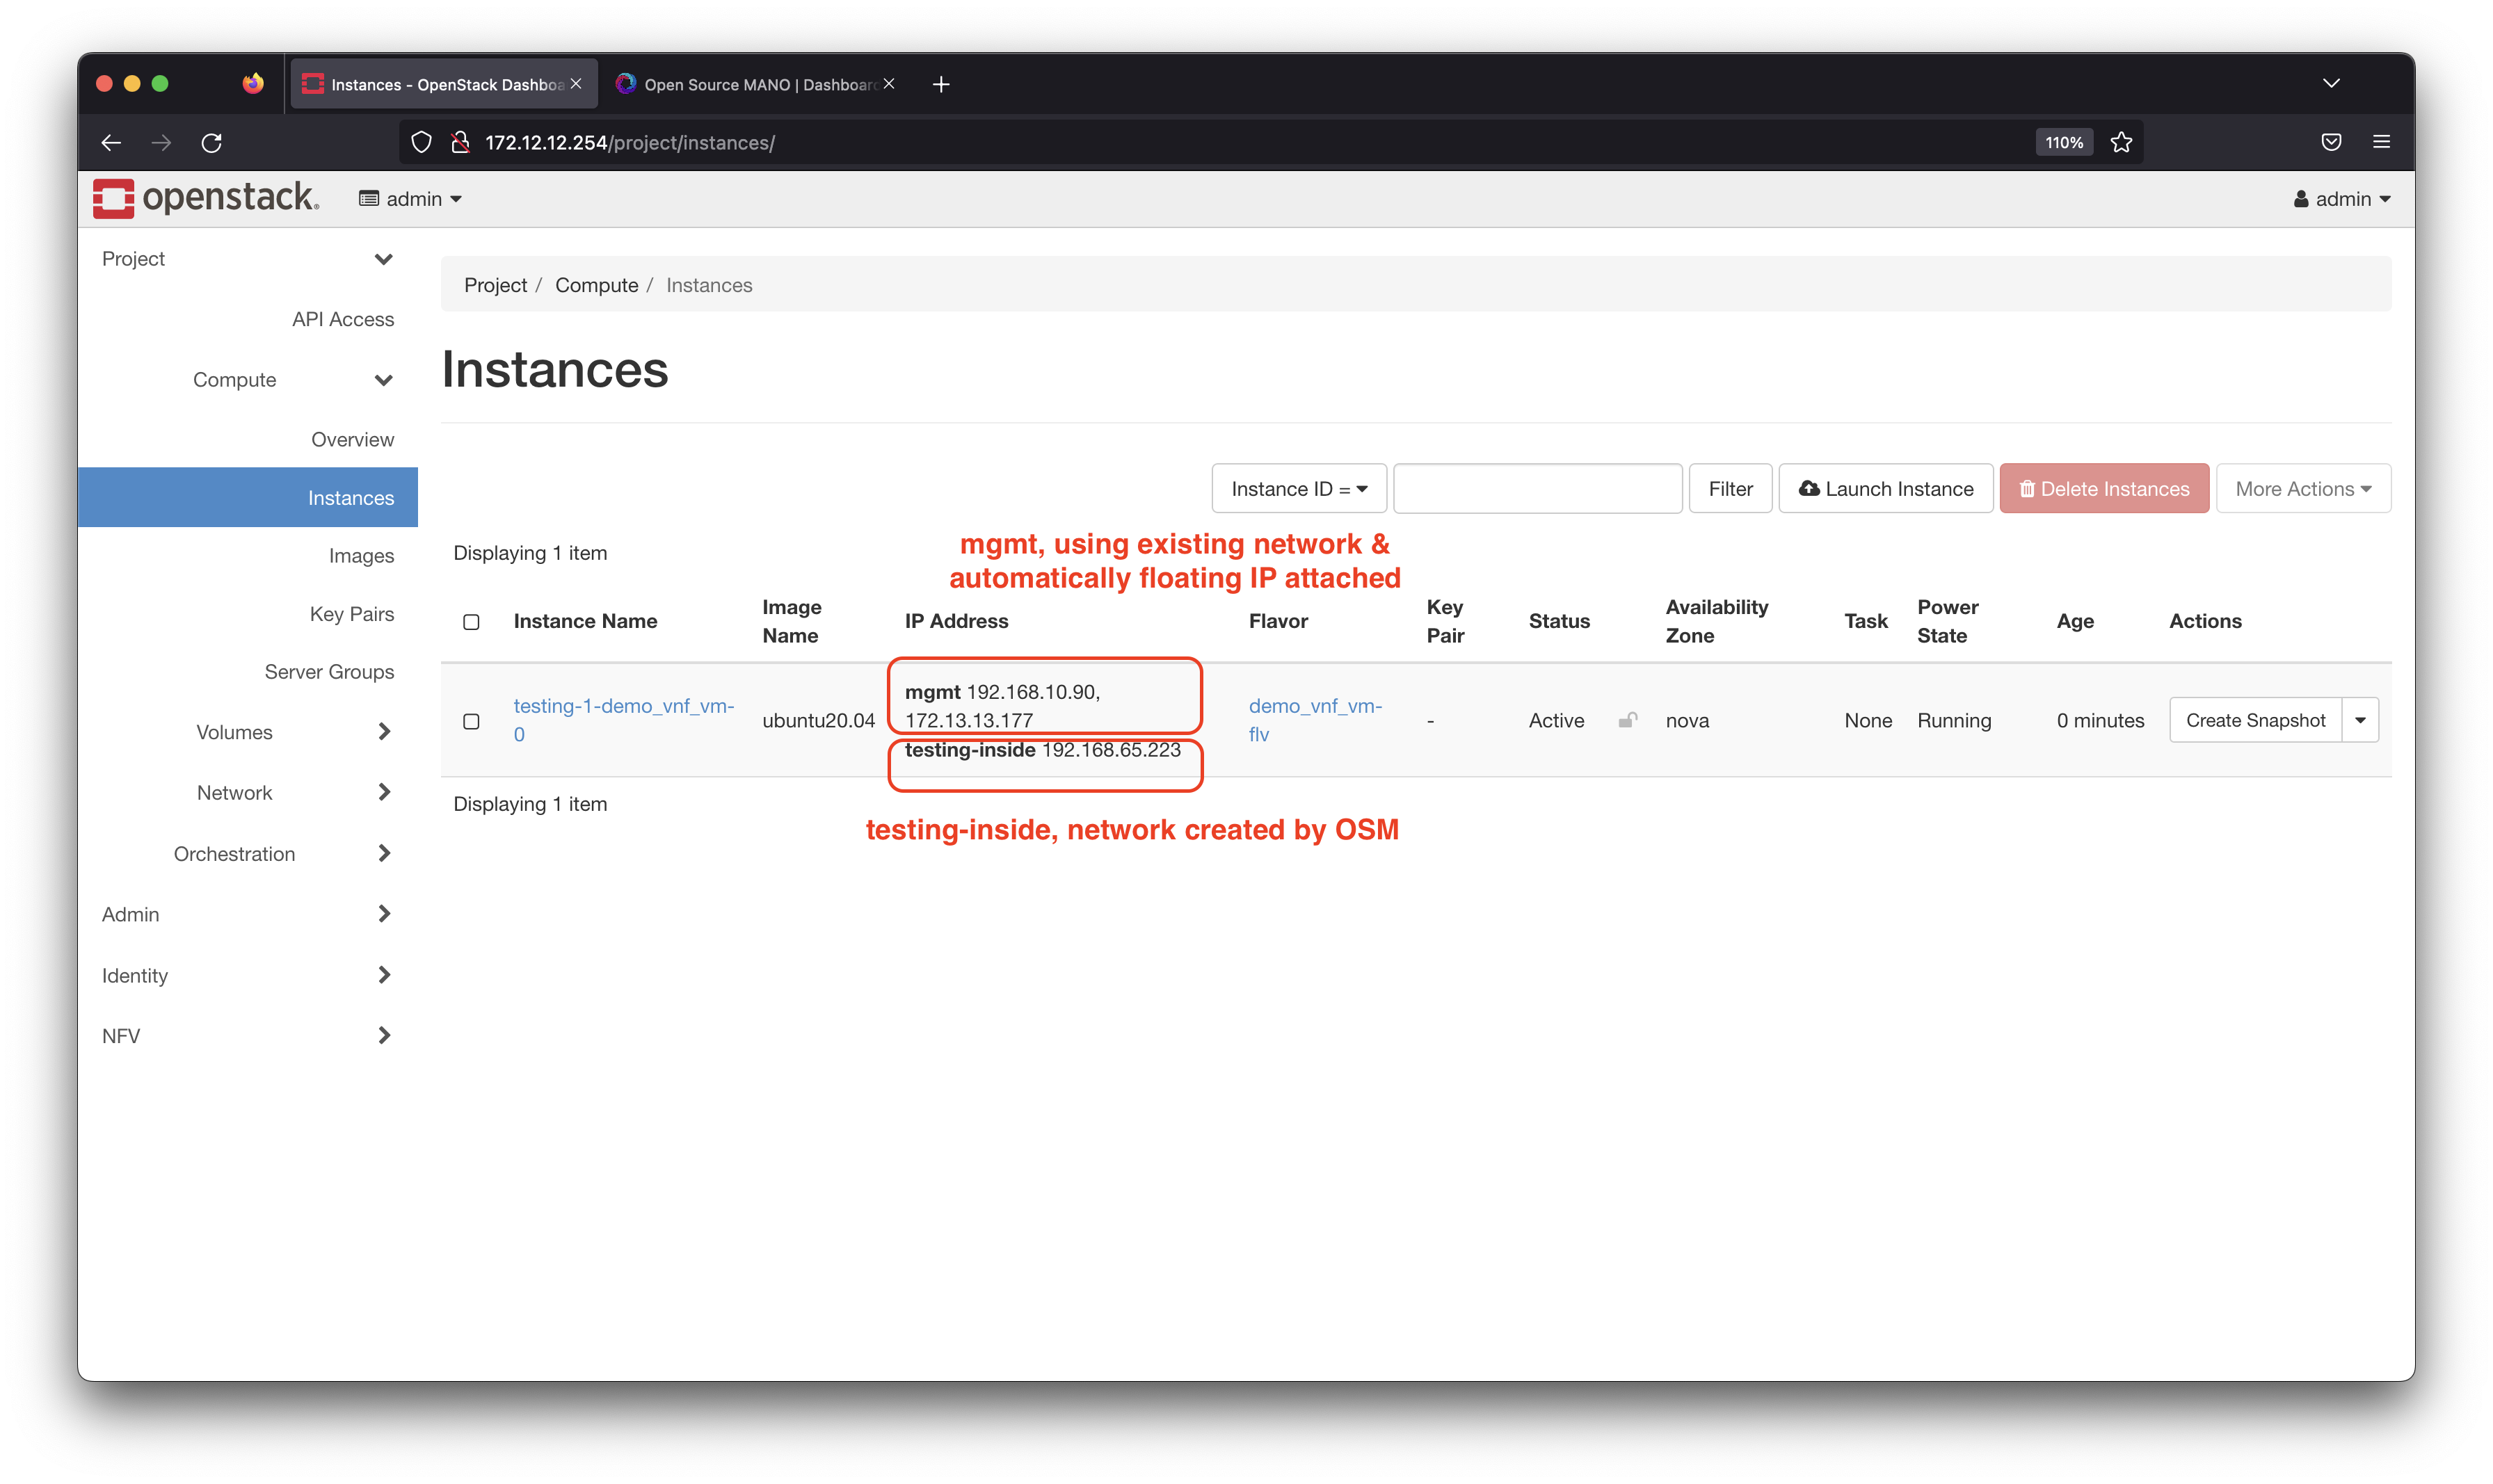 Instances - OpenStack Dashboa
Open Source MANO | Dashboard
172.12.12.254/project/instances/
110%
openstack.
admin
admin
Project
API Access
Compute
Overview
Instances
Images
Key Pairs
Server Groups
Volumes
Network
Orchestration
Admin
Identity
NFV
Project / Compute / Instances
Instances
Instance ID =
Filter
Launch Instance
Delete Instances
More Actions
Displaying 1 item
mgmt, using existing network &
automatically floating IP attached
Instance Name
Image
Name
IP Address
Flavor
Key
Pair
Status
Availability
Zone
Task
Power
State
Age
Actions
testing-1-demo_vnf_vm-
0
ubuntu20.04
mgmt 192.168.10.90,
172.13.13.177
testing-inside 192.168.65.223
demo_vnf_vm-
flv
-
Active
nova
None
Running
0 minutes
Create Snapshot
Displaying 1 item
testing-inside, network created by OSM